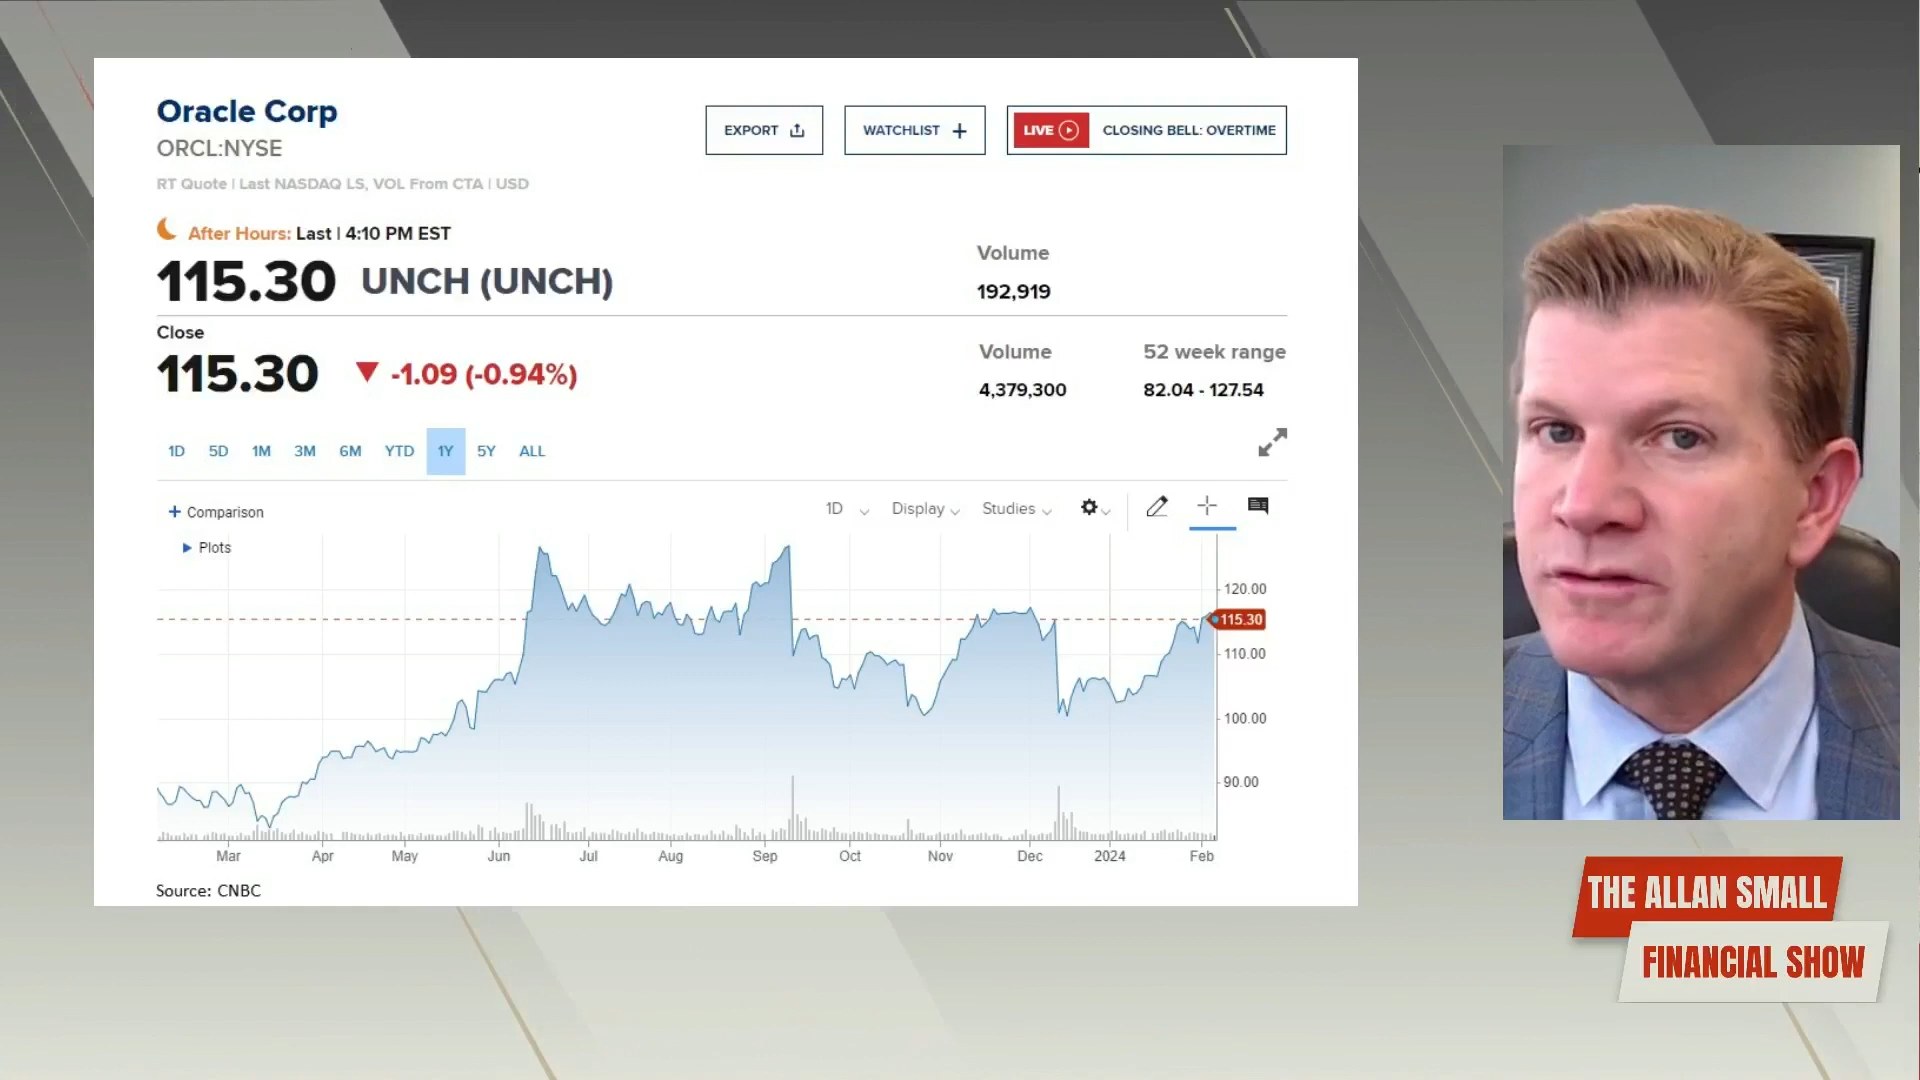 Oracle Corp
ORCL:NYSE
RT Quote | Last NASDAQ LS, VOL From CTA | USD
EXPORT
WATCHLIST +
LIVE
CLOSING BELL: OVERTIME
After Hours: Last | 4:10 PM EST
115.30 UNCH (UNCH)
Volume
192,919
Close
115.30 ▼ -1.09 (-0.94%)
Volume
4,379,300
52 week range
82.04 - 127.54
1D 5D 1M 3M 6M YTD 1Y 5Y ALL
+ Comparison
1D Display Studies
Plots
120.00
115.30
110.00
100.00
90.00
Mar Apr May Jun Jul Aug Sep Oct Nov Dec 2024 Feb
Source: CNBC
THE ALLAN SMALL
FINANCIAL SHOW